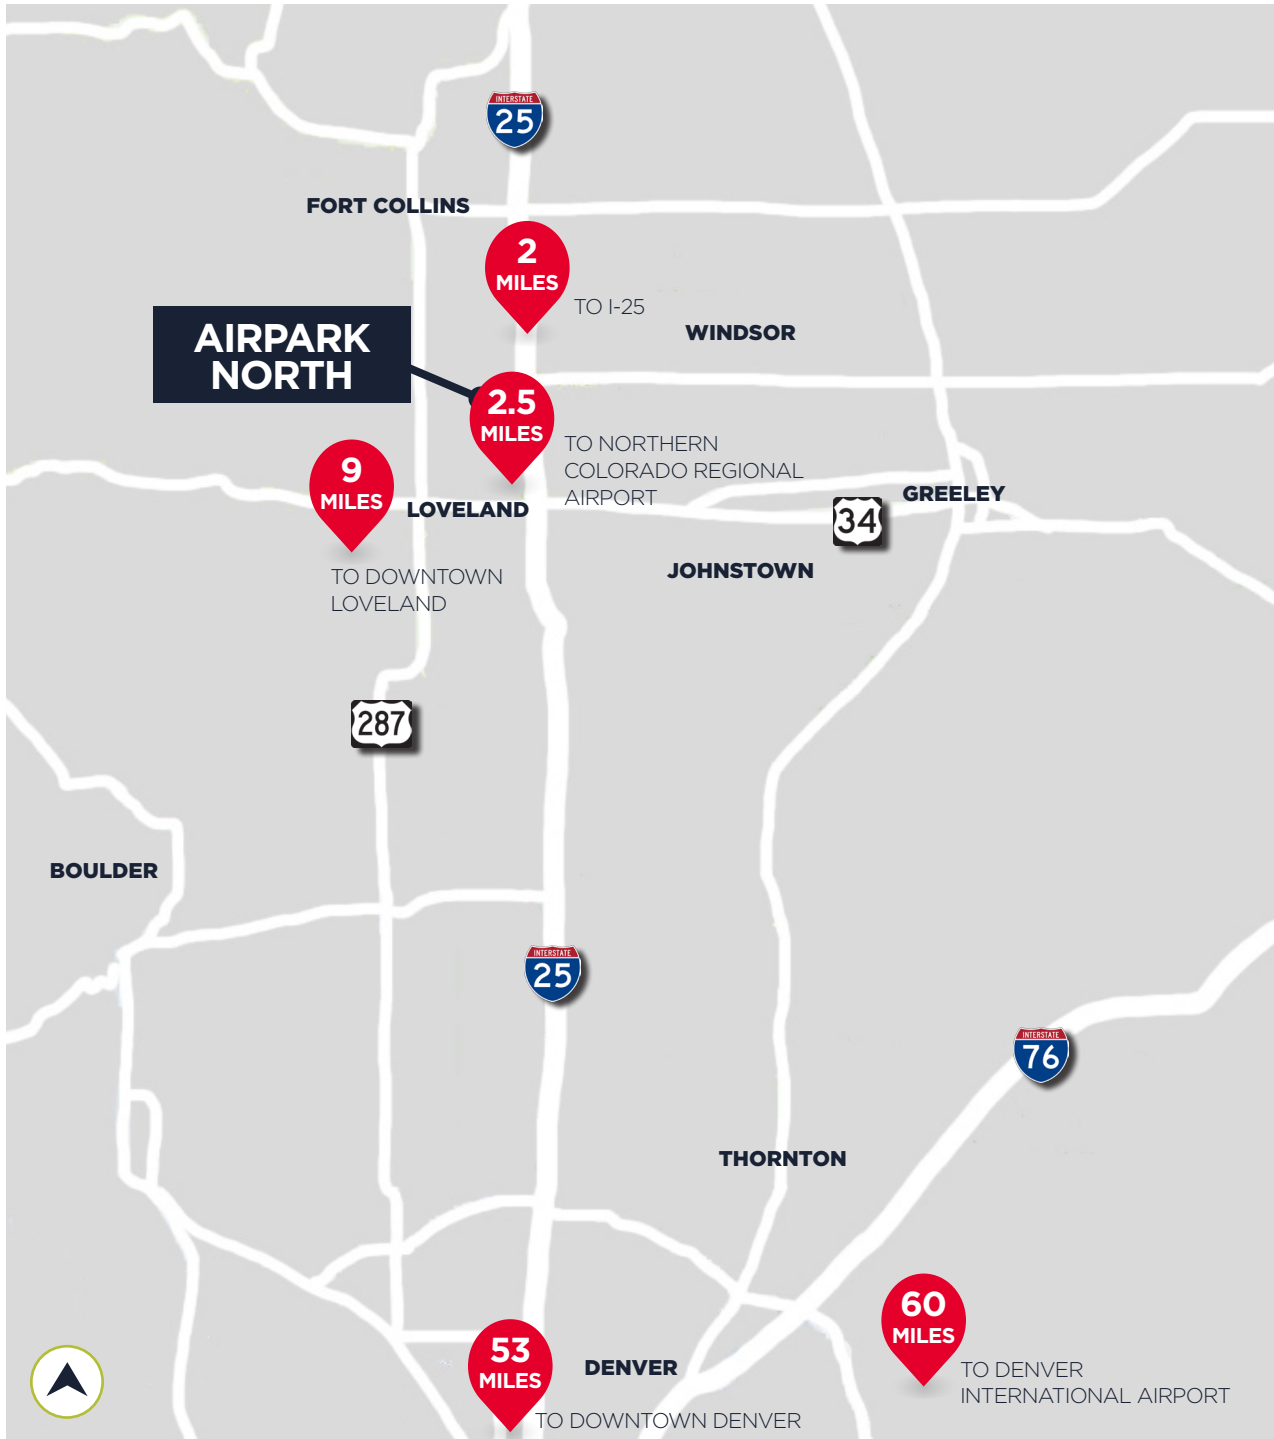 INTERSTATE
25
FORT COLLINS
2
MILES
TO I-25
WINDSOR
AIRPARK
NORTH
2.5
MILES
TO NORTHERN
COLORADO REGIONAL
AIRPORT
9
MILES
LOVELAND
GREELEY
34
TO DOWNTOWN
LOVELAND
JOHNSTOWN
287
BOULDER
INTERSTATE
25
INTERSTATE
76
THORNTON
60
MILES
TO DENVER
INTERNATIONAL AIRPORT
53
MILES
DENVER
TO DOWNTOWN DENVER